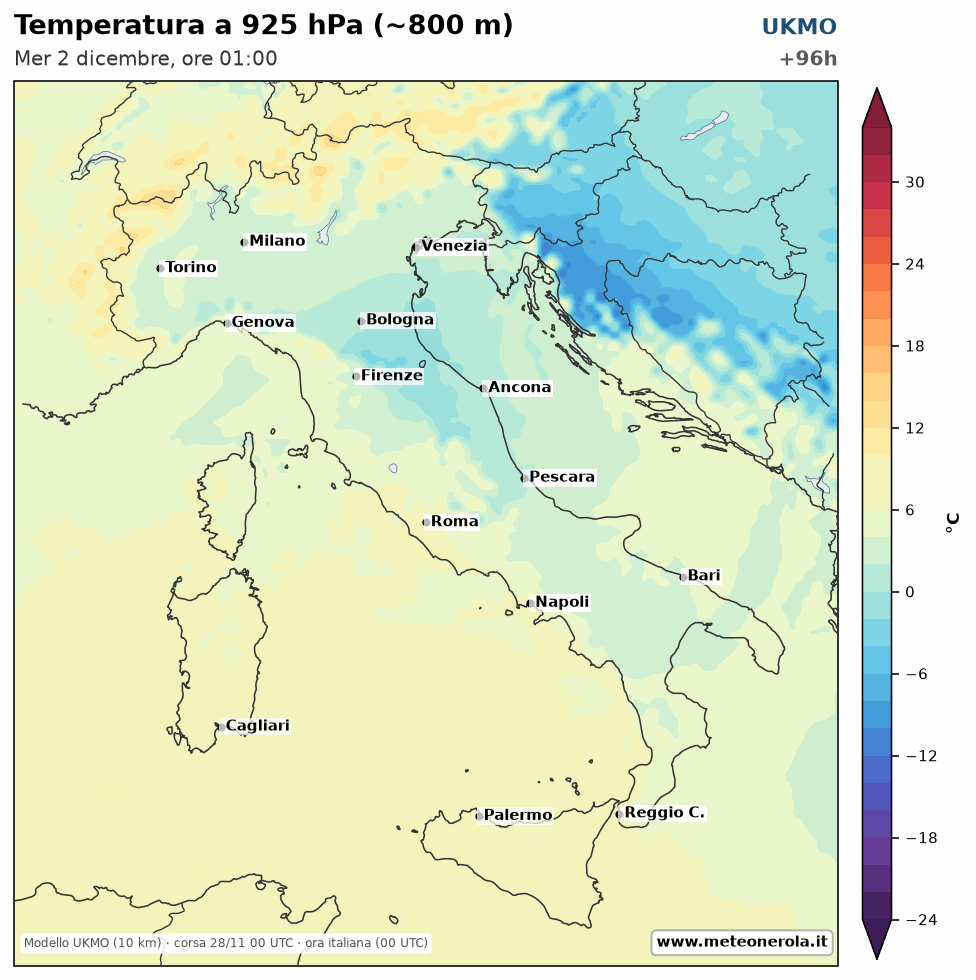 Temperatura a 925 hPa (~800 m)
UKMO
Mer 2 dicembre, ore 01:00
+96h
Milano
Venezia
Torino
Genova
Bologna
Firenze
Ancona
Pescara
Roma
Bari
Napoli
Cagliari
Palermo
Reggio C.
30
24
18
12
6
0
−6
−12
−18
−24
°C
Modello UKMO (10 km) · corsa 28/11 00 UTC · ora italiana (00 UTC)
www.meteonerola.it